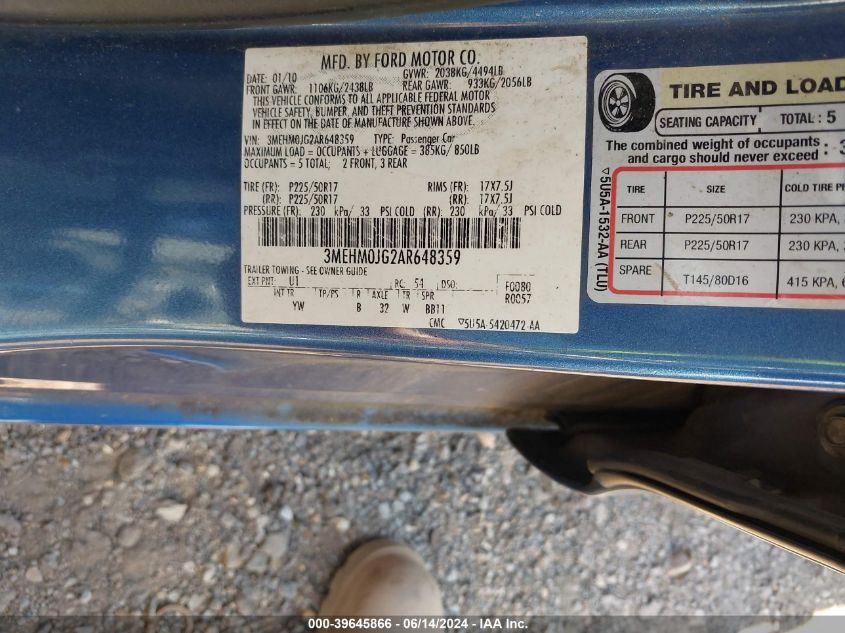 MFD. BY FORD MOTOR CO.
DATE: 01/10 GVWR: 2038KG/4494LB
FRONT GAWR: 1106KG/2438LB REAR GAWR: 933KG/2056LB
THIS VEHICLE CONFORMS TO ALL APPLICABLE FEDERAL MOTOR
VEHICLE SAFETY, BUMPER, AND THEFT PREVENTION STANDARDS
IN EFFECT ON THE DATE OF MANUFACTURE SHOWN ABOVE.
VIN: 3MEHM0JG2AR648359 TYPE: Passenger Car
MAXIMUM LOAD = OCCUPANTS + LUGGAGE = 385KG/ 850LB
OCCUPANTS = 5 TOTAL; 2 FRONT, 3 REAR
TIRE (FR): P225/50R17 RIMS (FR): 17X7.5J
(RR): P225/50R17 (RR): 17X7.5J
PRESSURE (FR): 230 kPa/ 33 PSI COLD (RR): 230 kPa/ 33 PSI COLD
3MEHM0JG2AR648359
TRAILER TOWING - SEE OWNER GUIDE
EXT PNT: U1 RC: 54 DSO: F0080
R0057
INT TR TP/PS R AXLE TR SPR
YW B 32 W BB11
CMC ▽5U5A-5420472-AA
TIRE AND LOAD
SEATING CAPACITY TOTAL : 5
The combined weight of occupants
and cargo should never exceed : 3
▽5U5A-1532-AA (TL0)
TIRE SIZE COLD TIRE P
FRONT P225/50R17 230 KPA,
REAR P225/50R17 230 KPA,
SPARE T145/80D16 415 KPA, 6
000-39645866 - 06/14/2024 - IAAI.com